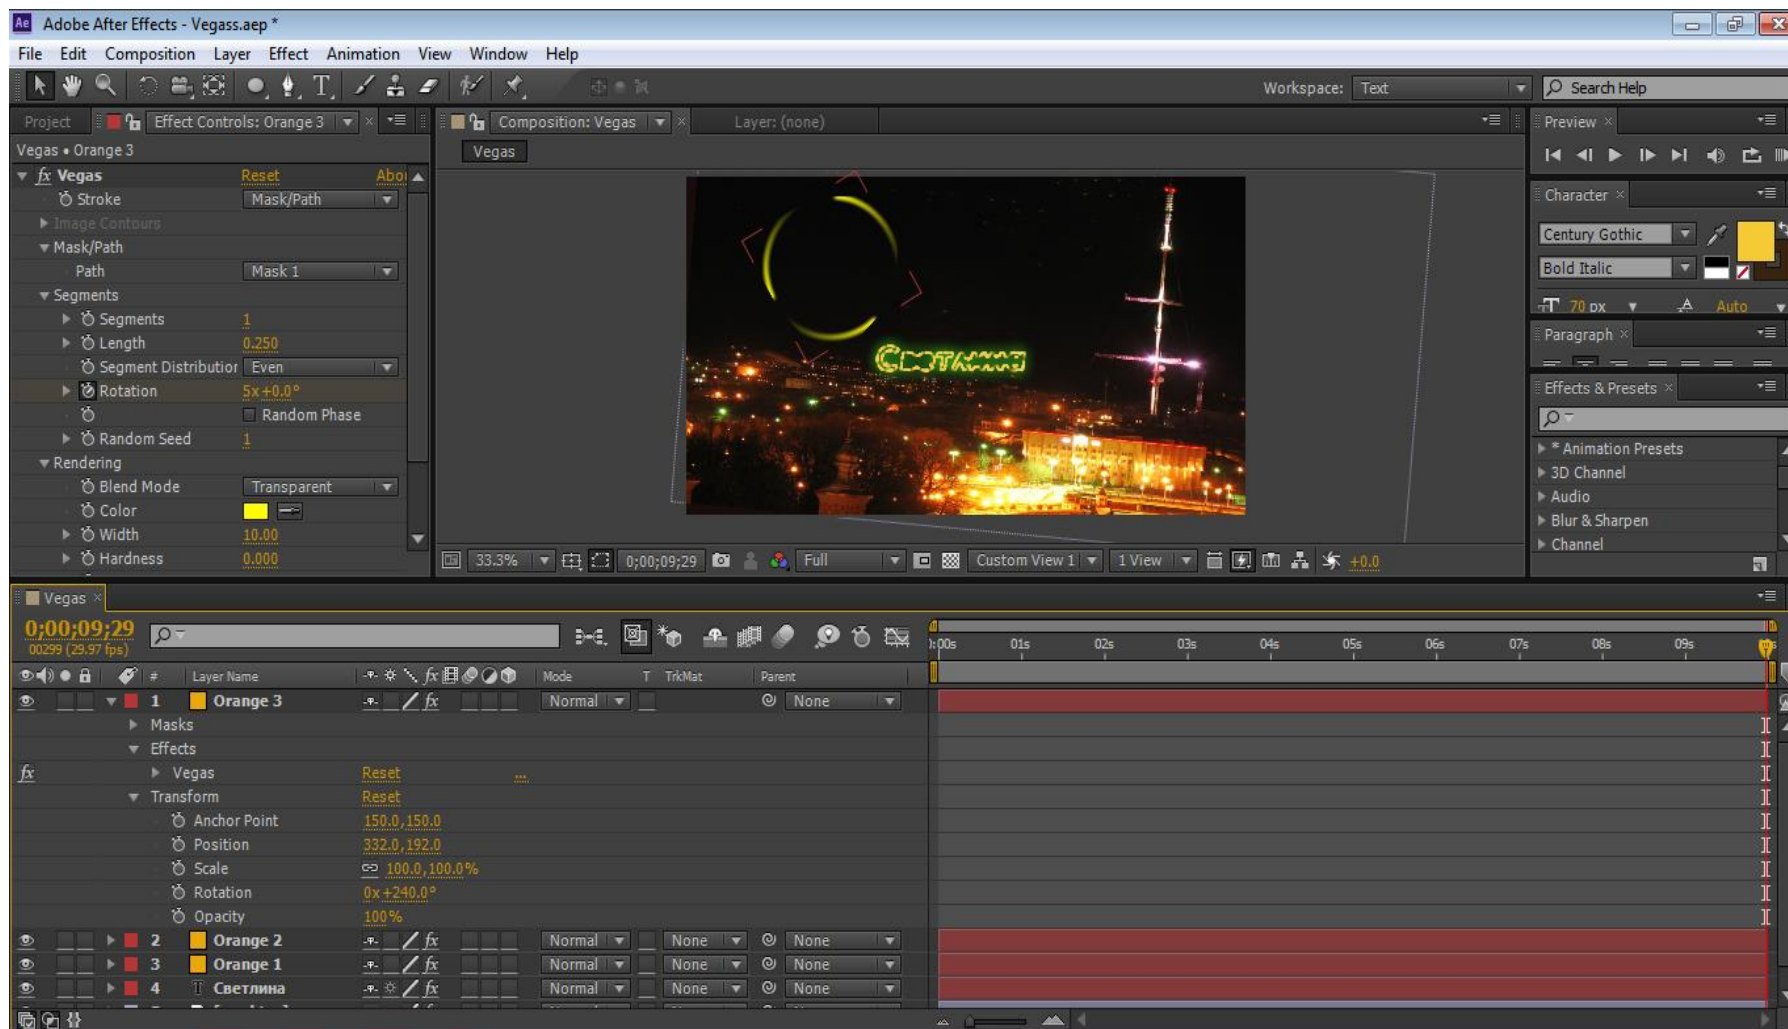 Ae Adobe After Effects - Vegass.aep *
File Edit Composition Layer Effect Animation View Window Help
T Workspace: Text Search Help
Project Effect Controls: Orange 3 ×
Vegas • Orange 3
fx Vegas Reset Abou
Stroke Mask/Path
Image Contours
Mask/Path
Path Mask 1
Segments
Segments 1
Length 0.250
Segment Distribution Even
Rotation 5x+0.0°
Random Phase
Random Seed 1
Rendering
Blend Mode Transparent
Color
Width 10.00
Hardness 0.000
Composition: Vegas × Layer: (none)
Vegas
Светлина
33.3% 0;00;09;29 Full Custom View 1 1 View +0.0
Preview ×
Character ×
Century Gothic
Bold Italic
T 70 px A Auto
Paragraph ×
Effects & Presets ×
* Animation Presets
3D Channel
Audio
Blur & Sharpen
Channel
Vegas ×
0;00;09;29
00299 (29.97 fps)
):00s 01s 02s 03s 04s 05s 06s 07s 08s 09s
# Layer Name fx Mode T TrkMat Parent
1 Orange 3 fx Normal None
Masks
Effects
fx Vegas Reset ...
Transform Reset
Anchor Point 150.0,150.0
Position 332.0,192.0
Scale 100.0,100.0%
Rotation 0x+240.0°
Opacity 100%
2 Orange 2 fx Normal None None
3 Orange 1 fx Normal None None
4 T Светлина fx Normal None None